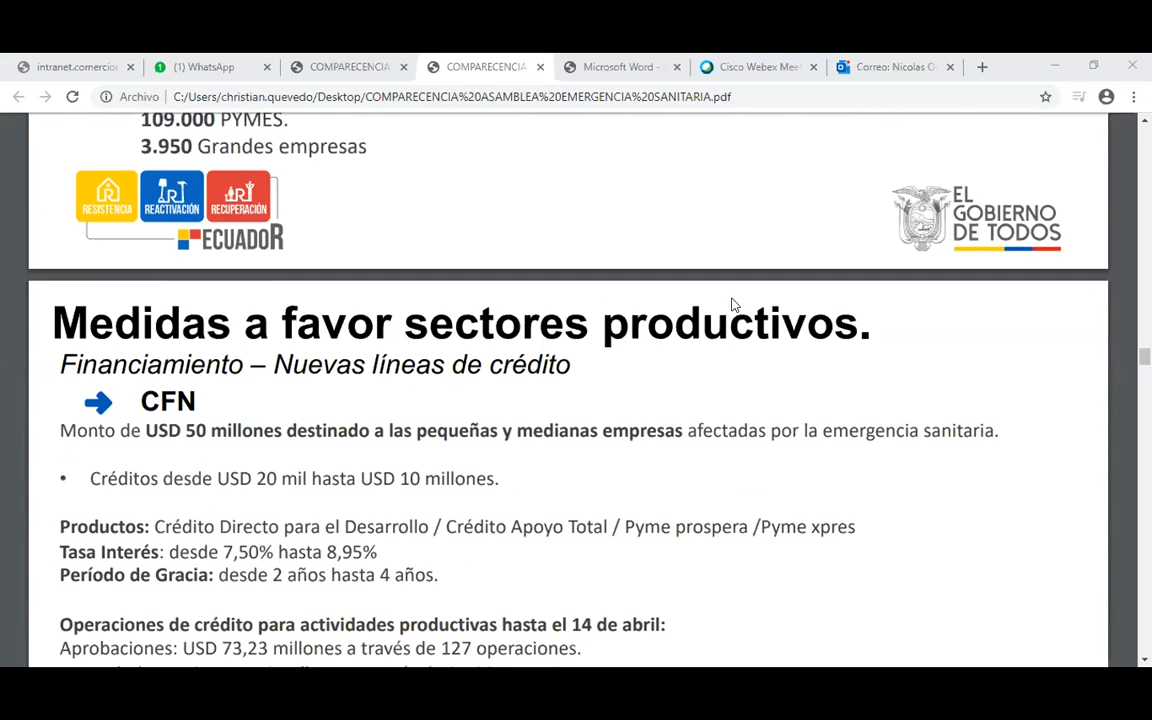 intranet.comercio
(1) WhatsApp
COMPARECENCIA
COMPARECENCIA
Microsoft Word -
Cisco Webex Meet
Correo: Nicolas O
Archivo
C:/Users/christian.quevedo/Desktop/COMPARECENCIA%20ASAMBLEA%20EMERGENCIA%20SANITARIA.pdf
109.000 PYMES.
3.950 Grandes empresas
RESISTENCIA
REACTIVACIÓN
RECUPERACIÓN
ECUADOR
EL
GOBIERNO
DE TODOS
Medidas a favor sectores productivos.
Financiamiento – Nuevas líneas de crédito
CFN
Monto de USD 50 millones destinado a las pequeñas y medianas empresas afectadas por la emergencia sanitaria.
• Créditos desde USD 20 mil hasta USD 10 millones.
Productos: Crédito Directo para el Desarrollo / Crédito Apoyo Total / Pyme prospera /Pyme xpres
Tasa Interés: desde 7,50% hasta 8,95%
Período de Gracia: desde 2 años hasta 4 años.
Operaciones de crédito para actividades productivas hasta el 14 de abril:
Aprobaciones: USD 73,23 millones a través de 127 operaciones.